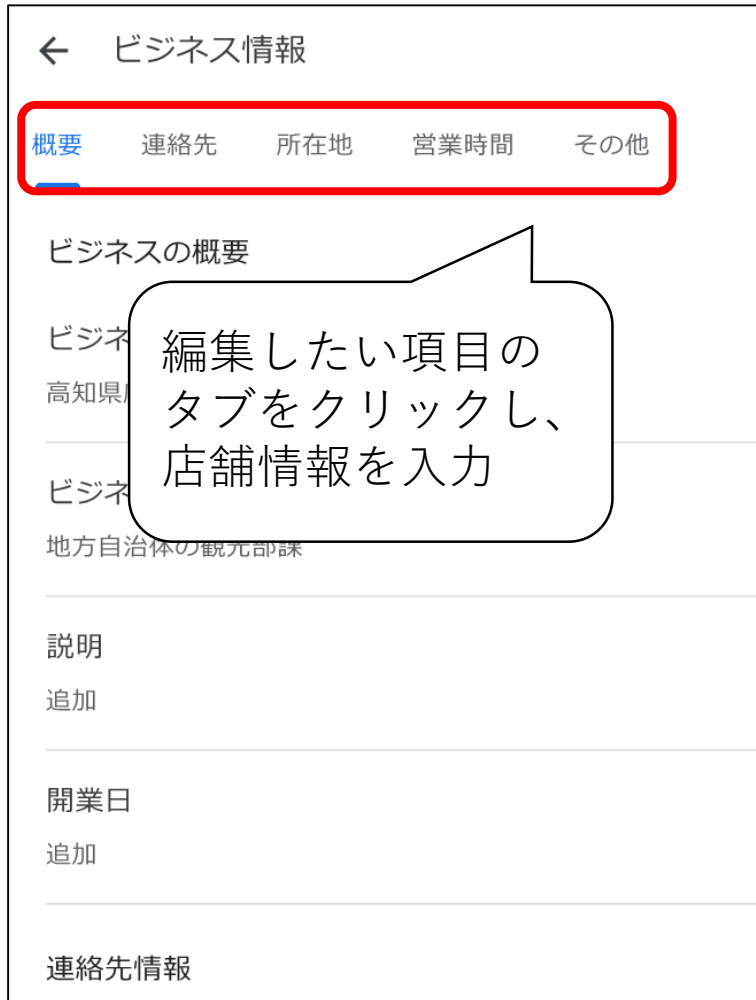 ビジネス情報
概要 連絡先 所在地 営業時間 その他
ビジネスの概要
編集したい項目の
タブをクリックし、
店舗情報を入力
ビジネ
高知県
ビジネ
地方自治体の観光部課
説明
追加
開業日
追加
連絡先情報